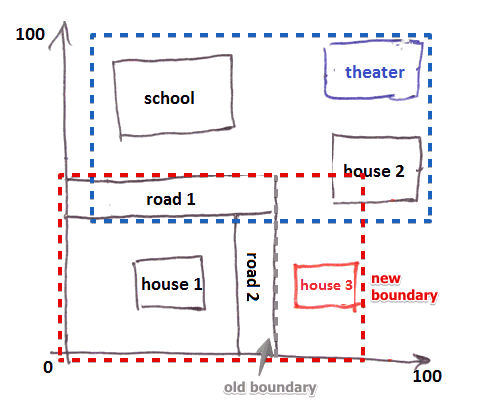 100
theater
school
house 2
road 1
house 1
road 2
house 3
new
boundary
0
100
old boundary